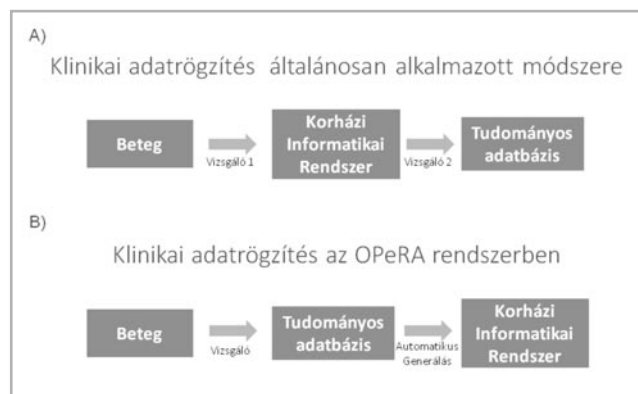 A)
Klinikai adatrögzítés általánosan alkalmazott módszere
Beteg
Vizsgáló 1
Korházi
Informatikai
Rendszer
Vizsgáló 2
Tudományos
adatbázis
B)
Klinikai adatrögzítés az OPeRA rendszerben
Beteg
Vizsgáló
Tudományos
adatbázis
Automatikus
Generálás
Korházi
Informatikai
Rendszer